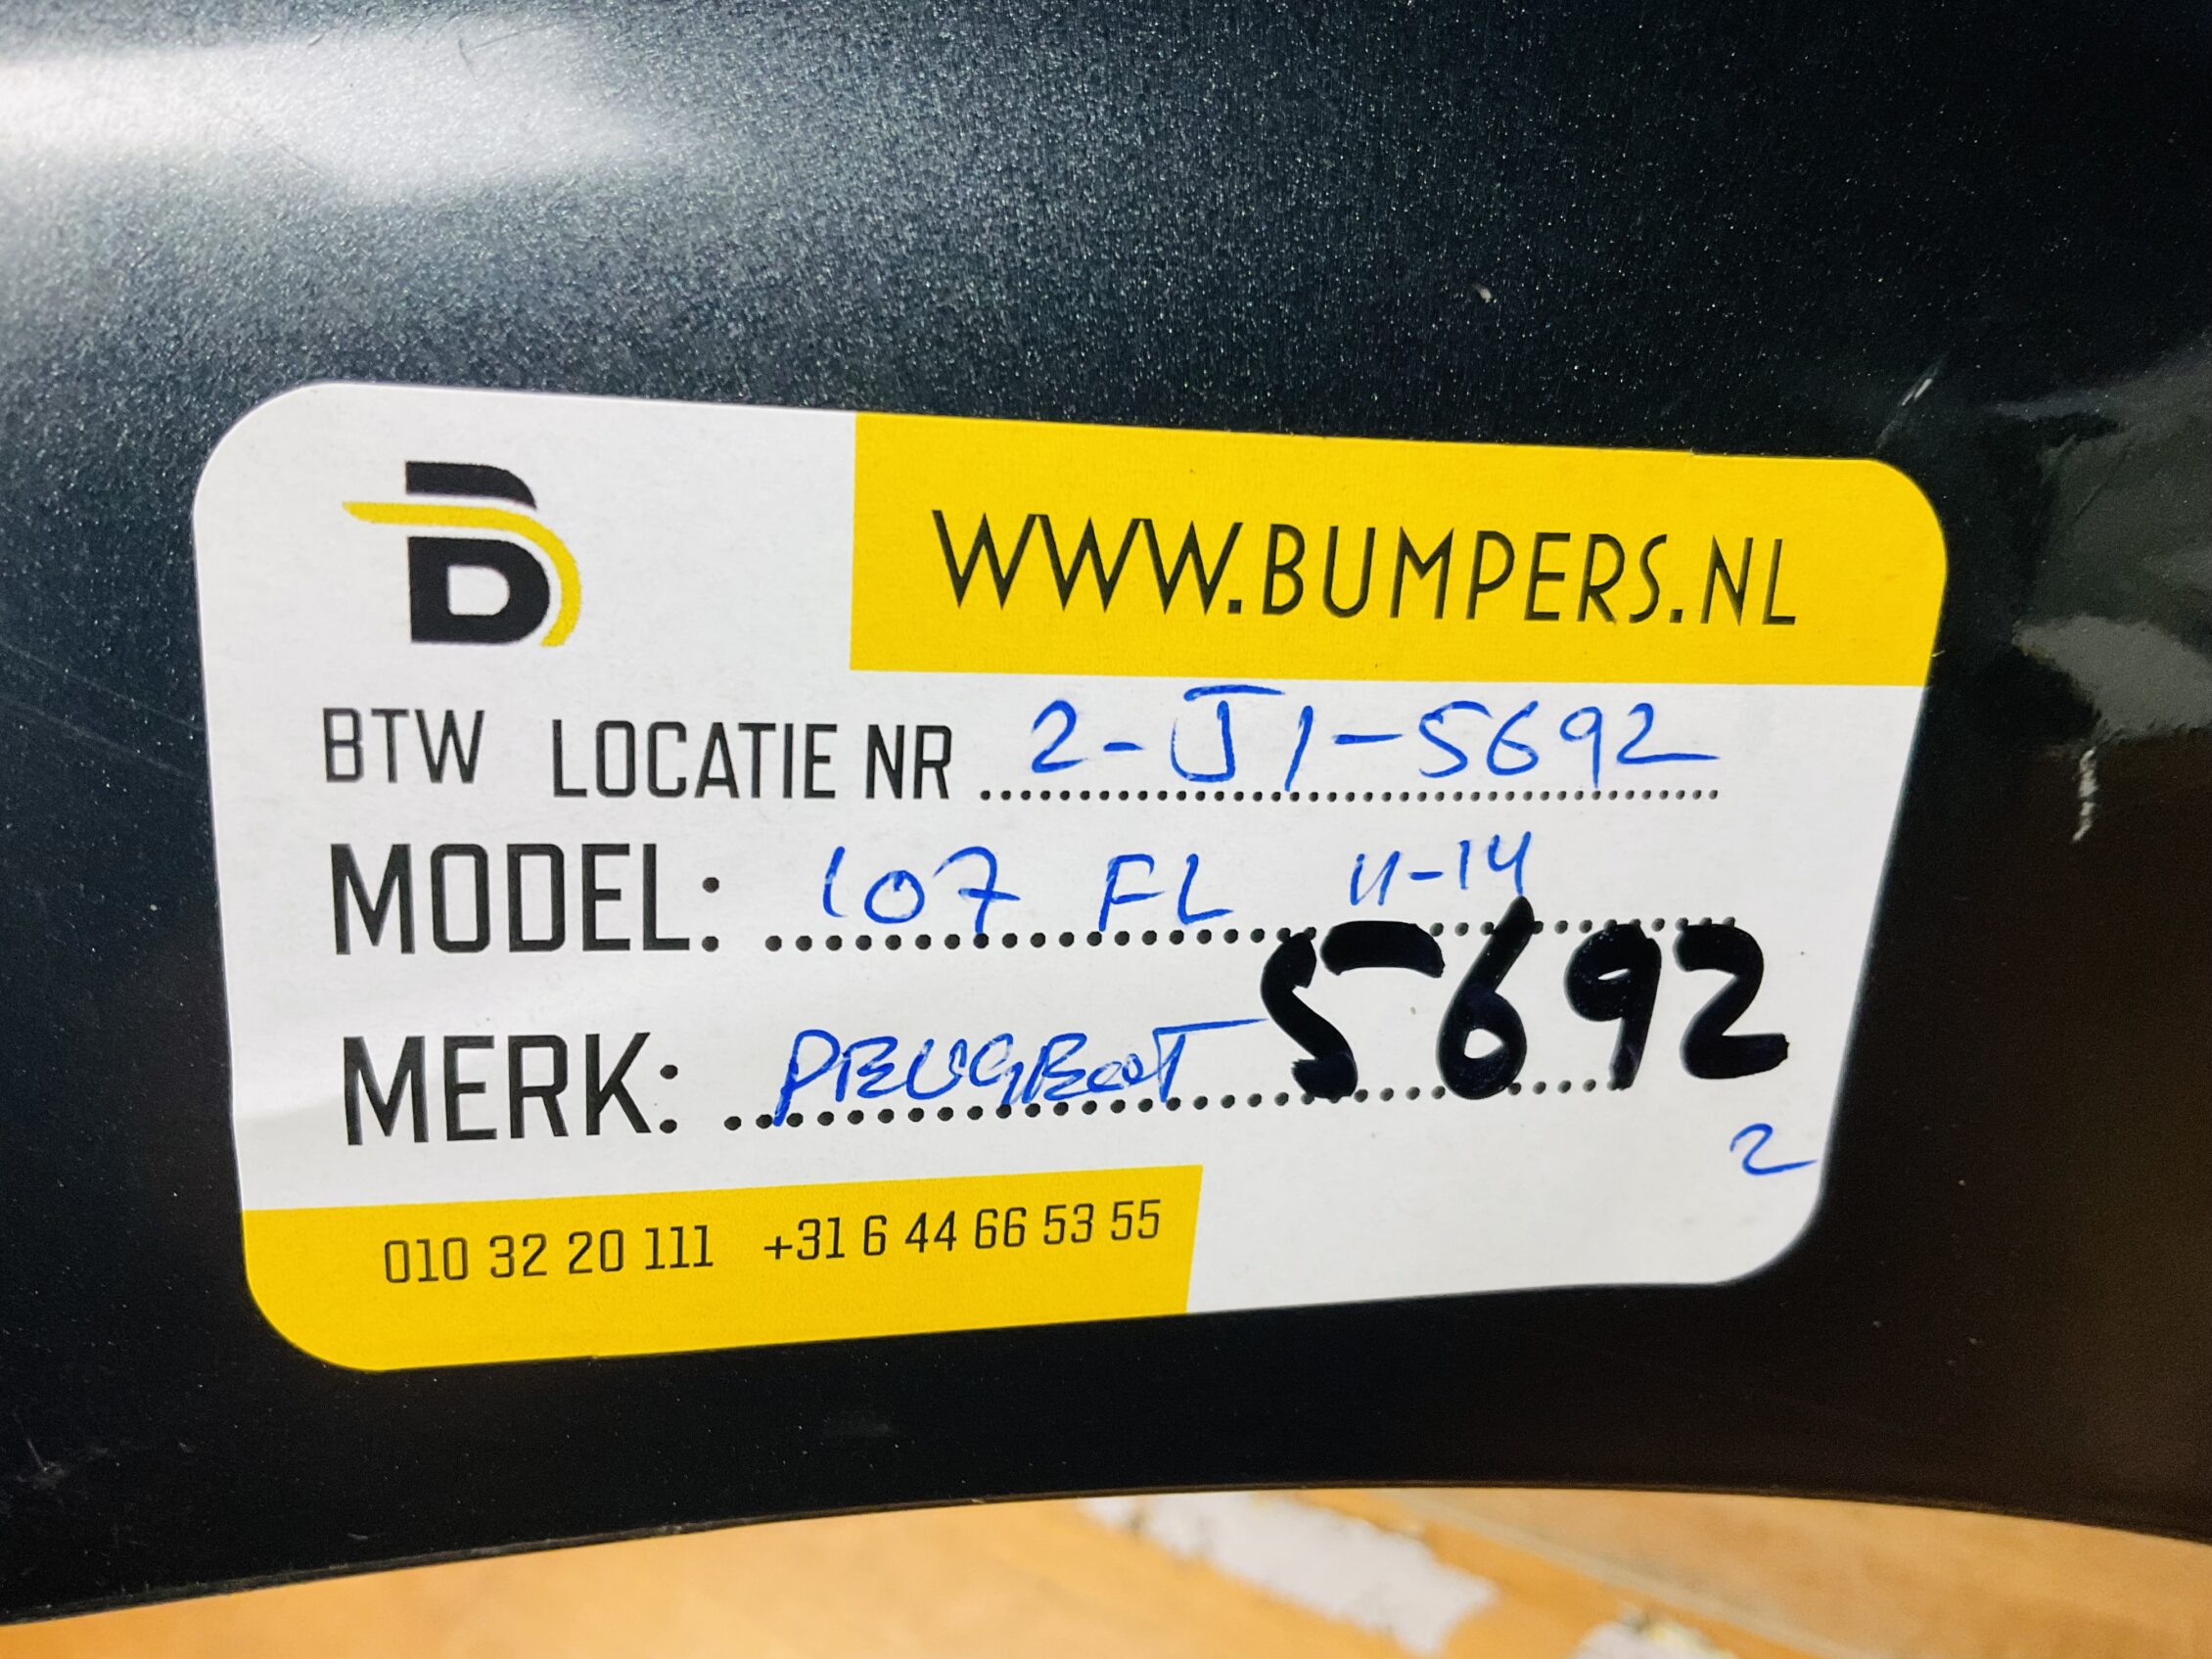 WWW.BUMPERS.NL
BTW LOCATIE NR 2-J1-5692
MODEL: 107 FL 11-14
5692
MERK: PEUGEOT
2
010 32 20 111 +31 6 44 66 53 55